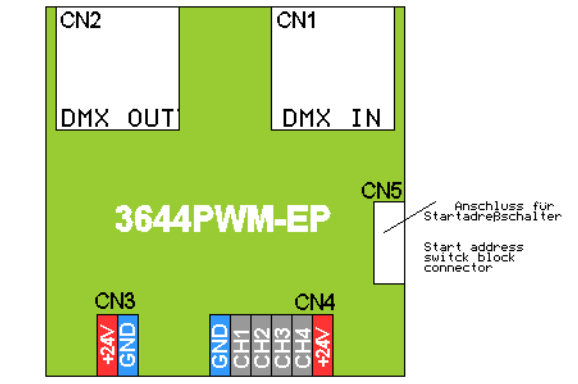 CN2
CN1
DMX OUT
DMX IN
CN5
Anschluss für
Startadreßschalter
3644PWM-EP
Start address
switck block
connector
CN3
CN4
+24V
GND
GND
CH1
CH2
CH3
CH4
+24V